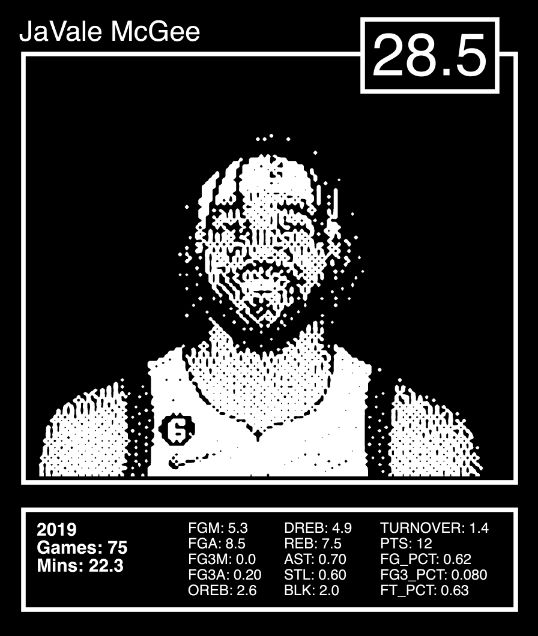 JaVale McGee
28.5
G
2019
Games: 75
Mins: 22.3
FGM: 5.3
FGA: 8.5
FG3M: 0.0
FG3A: 0.20
OREB: 2.6
DREB: 4.9
REB: 7.5
AST: 0.70
STL: 0.60
BLK: 2.0
TURNOVER: 1.4
PTS: 12
FG_PCT: 0.62
FG3_PCT: 0.080
FT_PCT: 0.63